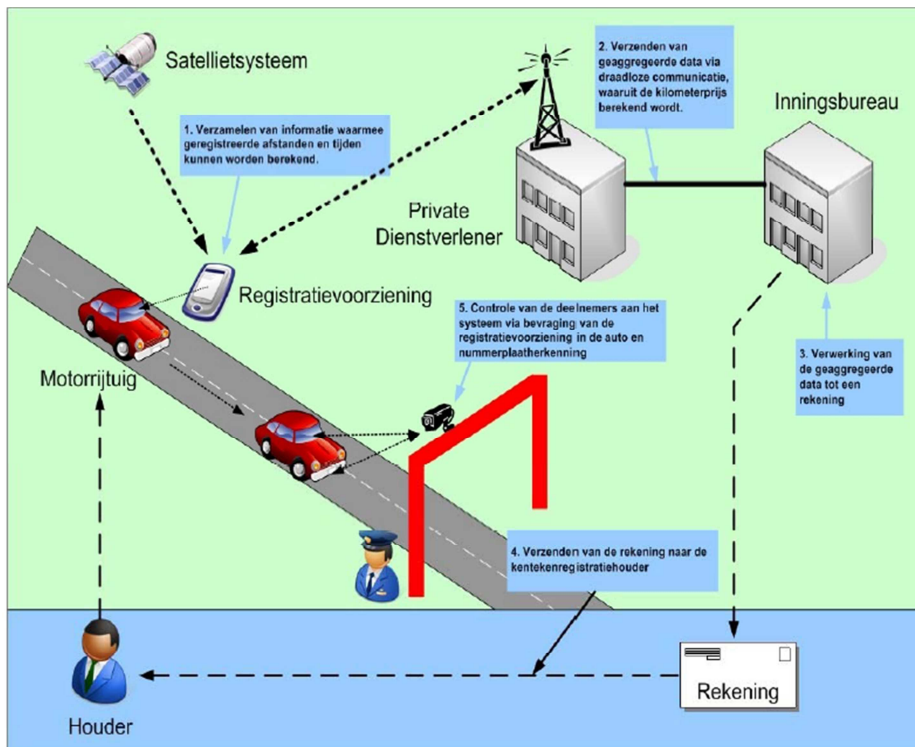 Satellietsysteem
1. Verzamelen van informatie waarmee
geregistreerde afstanden en tijden
kunnen worden berekend.
2. Verzenden van
geaggregeerde data via
draadloze communicatie,
waaruit de kilometerprijs
berekend wordt.
Inningsbureau
Private
Dienstverlener
Registratievoorziening
5. Controle van de deelnemers aan het
systeem via bevraging van de
registratievoorziening in de auto en
nummerplaatherkenning
3. Verwerking van
de geaggregeerde
data tot een
rekening
Motorrijtuig
4. Verzenden van de rekening naar de
kentekenregistratiehouder
Houder
Rekening